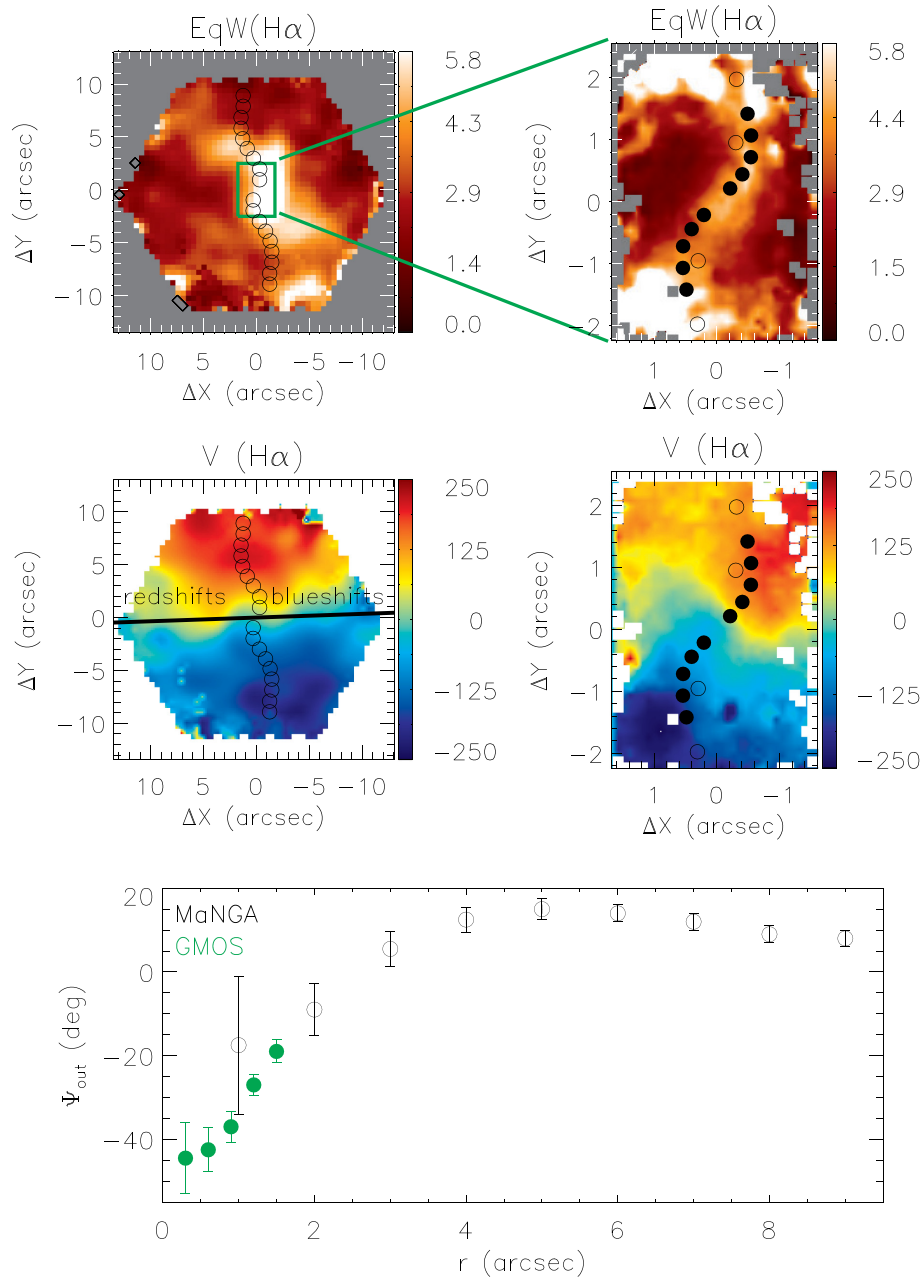 EqW(Hα)
EqW(Hα)
10
5
0
−5
−10
ΔY (arcsec)
10 5 0 −5 −10
ΔX (arcsec)
5.8
4.3
2.9
1.4
0.0
2
1
0
−1
−2
ΔY (arcsec)
1 0 −1
ΔX (arcsec)
5.8
4.4
2.9
1.5
0.0
V (Hα)
V (Hα)
10
5
0
−5
−10
ΔY (arcsec)
redshifts blueshifts
10 5 0 −5 −10
ΔX (arcsec)
250
125
0
−125
−250
2
1
0
−1
−2
ΔY (arcsec)
1 0 −1
ΔX (arcsec)
250
125
0
−125
−250
MaNGA
GMOS
20
0
−20
−40
Ψout (deg)
0 2 4 6 8
r (arcsec)